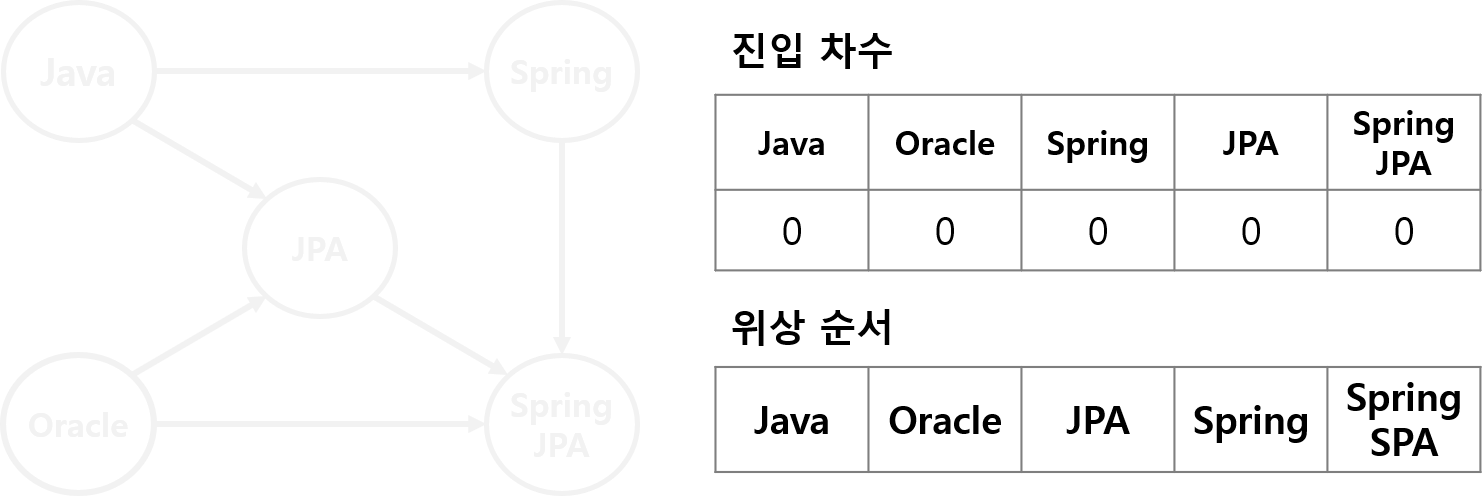 Java
Spring
JPA
Oracle
Spring
JPA
진입 차수
Java
Oracle
Spring
JPA
Spring
JPA
0
0
0
0
0
위상 순서
Java
Oracle
JPA
Spring
Spring
SPA